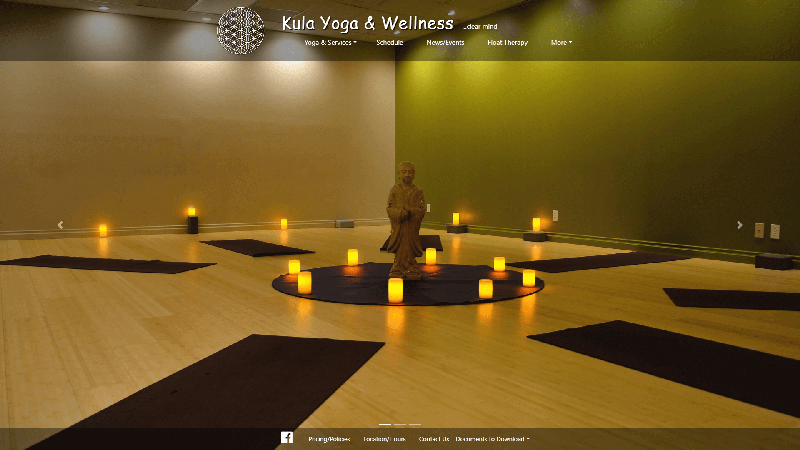 Kula Yoga & Wellness ...clear mind
Yoga & Services Schedule News/Events Float Therapy More
Pricing/Policies Location/Hours Contact Us Documents to Download